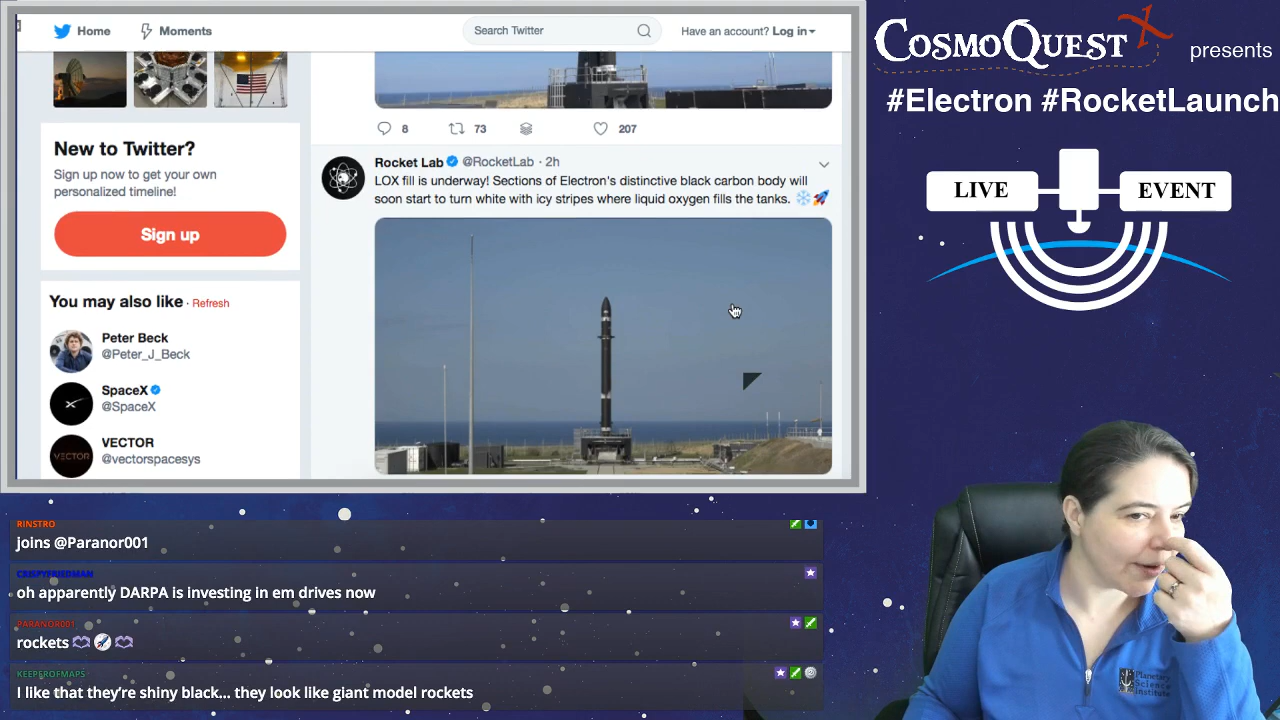 Home
Moments
Search Twitter
Have an account? Log in
New to Twitter?
Sign up now to get your own
personalized timeline!
Sign up
You may also like · Refresh
Peter Beck
@Peter_J_Beck
SpaceX
@SpaceX
VECTOR
VECTOR
@vectorspacesys
8 73 207
Rocket Lab @RocketLab · 2h
LOX fill is underway! Sections of Electron's distinctive black carbon body will
soon start to turn white with icy stripes where liquid oxygen fills the tanks. ❄️🚀
COSMOQUEST X presents
#Electron #RocketLaunch
LIVE EVENT
RINSTRO
joins @Paranor001
CRISPYFRIEDMAN
oh apparently DARPA is investing in em drives now
PARANOR001
rockets
KEEPEROFMAPS
I like that they're shiny black... they look like giant model rockets
Planetary
Science
Institute